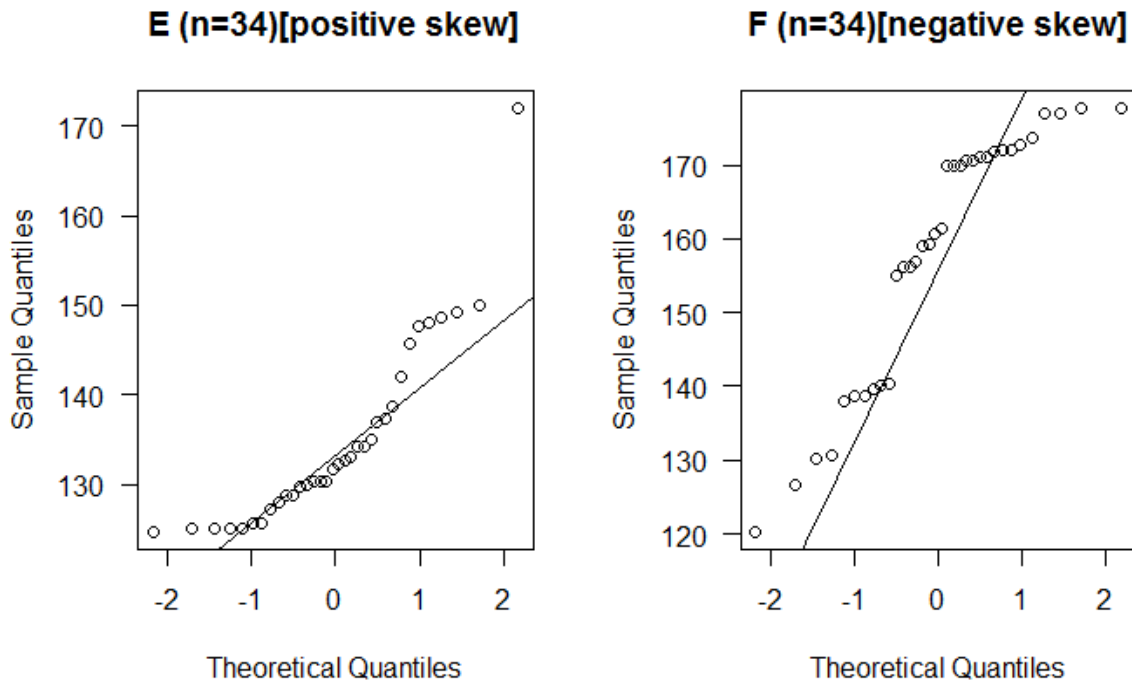 E (n=34)[positive skew]
170
160
150
140
130
Sample Quantiles
-2 -1 0 1 2
Theoretical Quantiles
F (n=34)[negative skew]
170
160
150
140
130
120
Sample Quantiles
-2 -1 0 1 2
Theoretical Quantiles